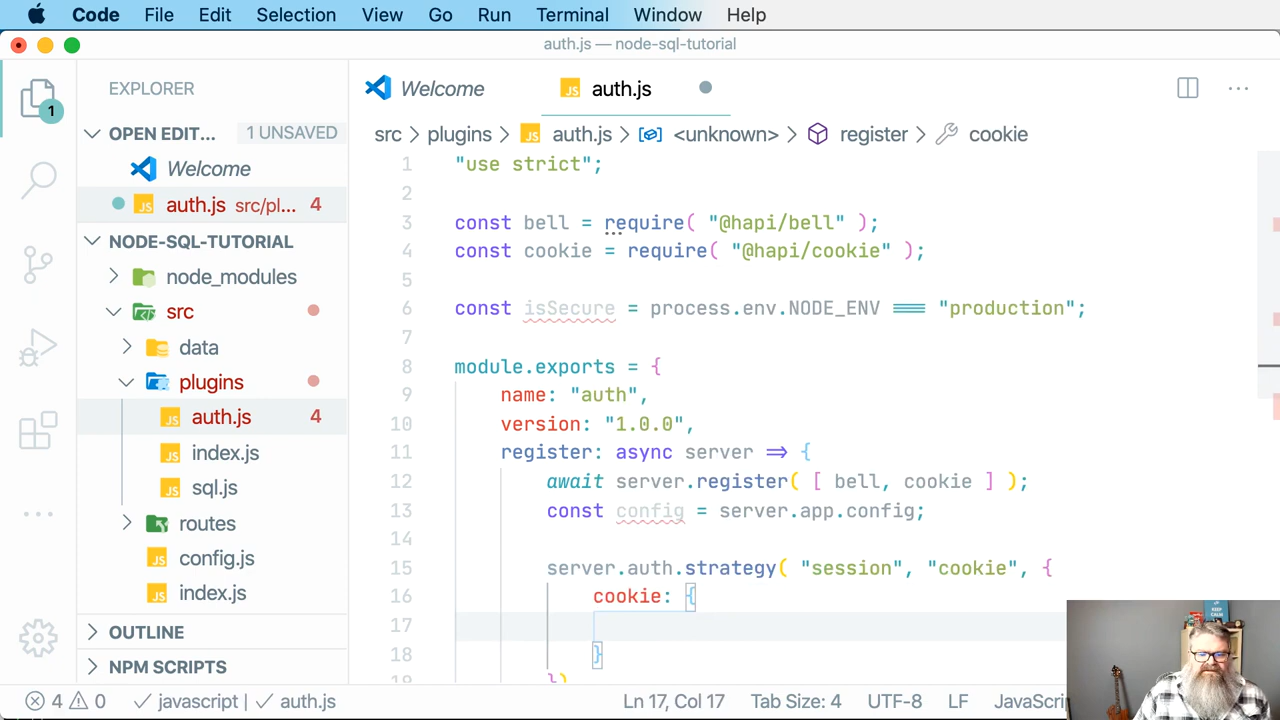 Code File Edit Selection View Go Run Terminal Window Help
auth.js — node-sql-tutorial
EXPLORER
OPEN EDIT... 1 UNSAVED
Welcome
auth.js src/pl... 4
NODE-SQL-TUTORIAL
node_modules
src
data
plugins
auth.js 4
index.js
sql.js
routes
config.js
index.js
OUTLINE
NPM SCRIPTS
1
Welcome auth.js
src > plugins > auth.js > <unknown> > register > cookie
1 "use strict";
2
3 const bell = require( "@hapi/bell" );
4 const cookie = require( "@hapi/cookie" );
5
6 const isSecure = process.env.NODE_ENV === "production";
7
8 module.exports = {
9 name: "auth",
10 version: "1.0.0",
11 register: async server => {
12 await server.register( [ bell, cookie ] );
13 const config = server.app.config;
14
15 server.auth.strategy( "session", "cookie", {
16 cookie: {
17
18 }
19 })
4 0 javascript | auth.js Ln 17, Col 17 Tab Size: 4 UTF-8 LF JavaScri
KEEP CALM